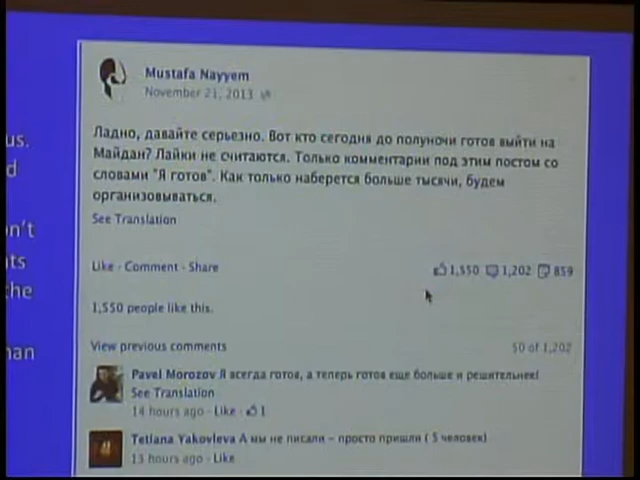 Mustafa Nayyem
November 21, 2013
Ладно, давайте серьезно. Вот кто сегодня до полуночи готов выйти на
Майдан? Лайки не считаются. Только комментарии под этим постом со
словами "Я готов". Как только наберется больше тысячи, будем
организовываться.
See Translation
Like · Comment · Share
1,550 1,202 859
1,550 people like this.
View previous comments
50 of 1,202
Pavel Morozov Я всегда готов, а теперь готов еще больше и решительнее!
See Translation
14 hours ago · Like · 1
Tetiana Yakovleva А мы не писали – просто пришли ( 5 человек)
13 hours ago · Like
us.
d
n't
ts
the
nan